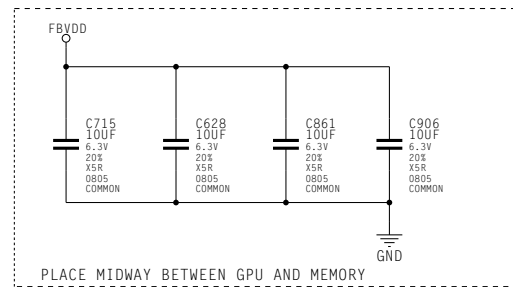 FBVDD
C715
10UF
6.3V
20%
X5R
0805
COMMON
C628
10UF
6.3V
20%
X5R
0805
COMMON
C861
10UF
6.3V
20%
X5R
0805
COMMON
C906
10UF
6.3V
20%
X5R
0805
COMMON
GND
PLACE MIDWAY BETWEEN GPU AND MEMORY